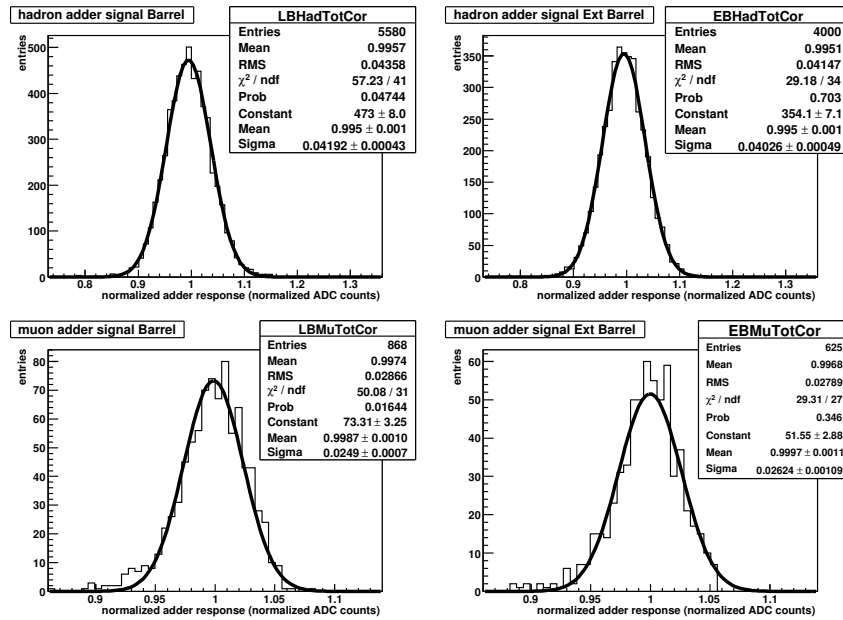 hadron adder signal Barrel
LBHadTotCor
Entries 5580
Mean 0.9957
RMS 0.04358
χ² / ndf 57.23 / 41
Prob 0.04744
Constant 473 ± 8.0
Mean 0.995 ± 0.001
Sigma 0.04192 ± 0.00043
entries
500
400
300
200
100
0
0.8 0.9 1 1.1 1.2 1.3
normalized adder response (normalized ADC counts)
hadron adder signal Ext Barrel
EBHadTotCor
Entries 4000
Mean 0.9951
RMS 0.04147
χ² / ndf 29.18 / 34
Prob 0.703
Constant 354.1 ± 7.1
Mean 0.995 ± 0.001
Sigma 0.04026 ± 0.00049
entries
350
300
250
200
150
100
50
0
0.8 0.9 1 1.1 1.2 1.3
normalized adder response (normalized ADC counts)
muon adder signal Barrel
LBMuTotCor
Entries 868
Mean 0.9974
RMS 0.02866
χ² / ndf 50.08 / 31
Prob 0.01644
Constant 73.31 ± 3.25
Mean 0.9987 ± 0.0010
Sigma 0.0249 ± 0.0007
entries
80
70
60
50
40
30
20
10
0
0.9 0.95 1 1.05 1.1
normalized adder response (normalized ADC counts)
muon adder signal Ext Barrel
EBMuTotCor
Entries 625
Mean 0.9968
RMS 0.02789
χ² / ndf 29.31 / 27
Prob 0.346
Constant 51.55 ± 2.88
Mean 0.9997 ± 0.0011
Sigma 0.02624 ± 0.00109
entries
60
50
40
30
20
10
0
0.95 1 1.05 1.1
normalized adder response (normalized ADC counts)